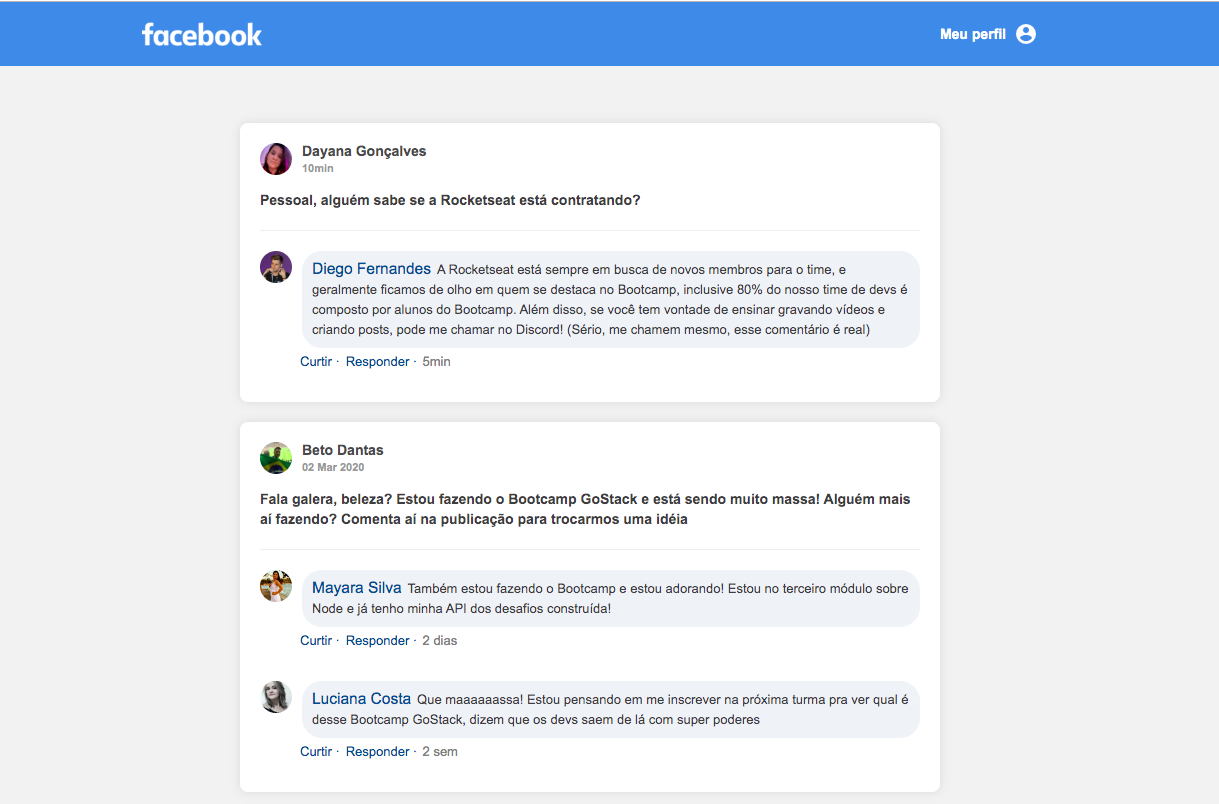 facebook
Meu perfil
Dayana Gonçalves
10min
Pessoal, alguém sabe se a Rocketseat está contratando?
Diego Fernandes A Rocketseat está sempre em busca de novos membros para o time, e
geralmente ficamos de olho em quem se destaca no Bootcamp, inclusive 80% do nosso time de devs é
composto por alunos do Bootcamp. Além disso, se você tem vontade de ensinar gravando vídeos e
criando posts, pode me chamar no Discord! (Sério, me chamem mesmo, esse comentário é real)
Curtir · Responder · 5min
Beto Dantas
02 Mar 2020
Fala galera, beleza? Estou fazendo o Bootcamp GoStack e está sendo muito massa! Alguém mais
aí fazendo? Comenta aí na publicação para trocarmos uma idéia
Mayara Silva Também estou fazendo o Bootcamp e estou adorando! Estou no terceiro módulo sobre
Node e já tenho minha API dos desafios construída!
Curtir · Responder · 2 dias
Luciana Costa Que maaaaaassa! Estou pensando em me inscrever na próxima turma pra ver qual é
desse Bootcamp GoStack, dizem que os devs saem de lá com super poderes
Curtir · Responder · 2 sem